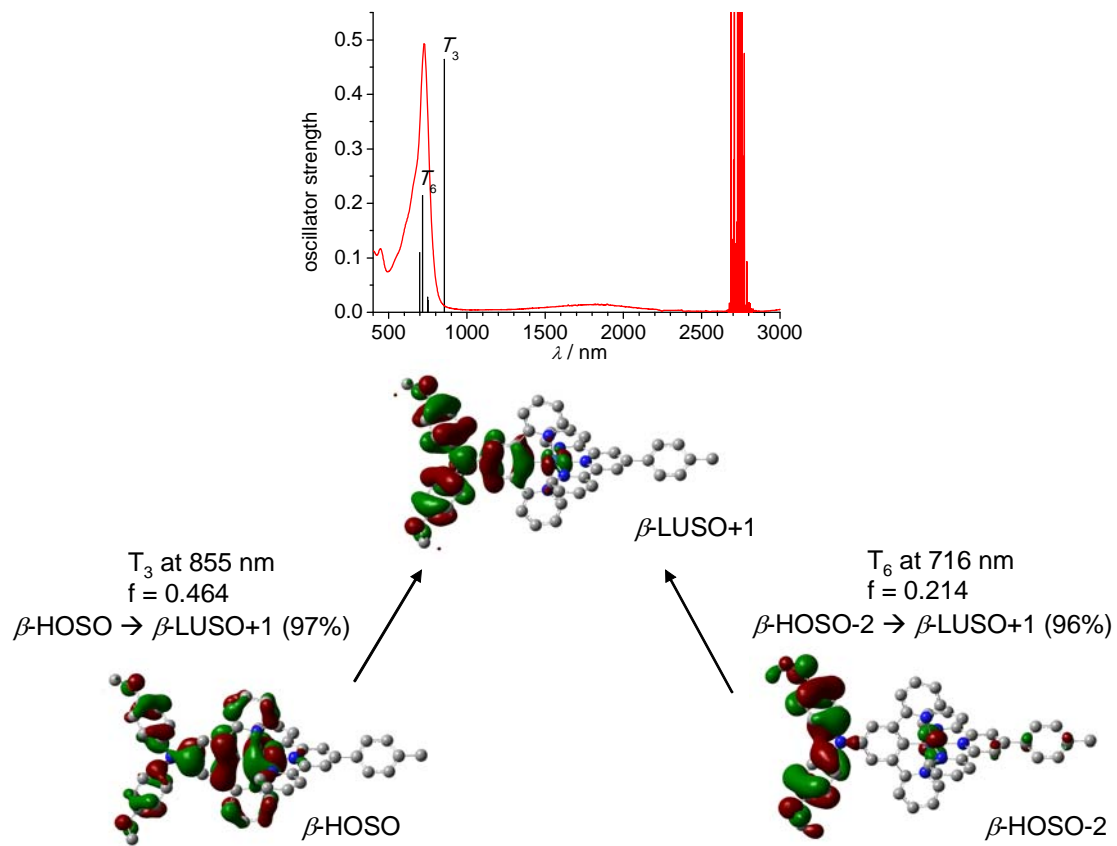 0.5
0.4
0.3
0.2
0.1
0.0
oscillator strength
T3
T6
500 1000 1500 2000 2500 3000
λ / nm
β-LUSO+1
T3 at 855 nm
f = 0.464
β-HOSO → β-LUSO+1 (97%)
T6 at 716 nm
f = 0.214
β-HOSO-2 → β-LUSO+1 (96%)
β-HOSO
β-HOSO-2